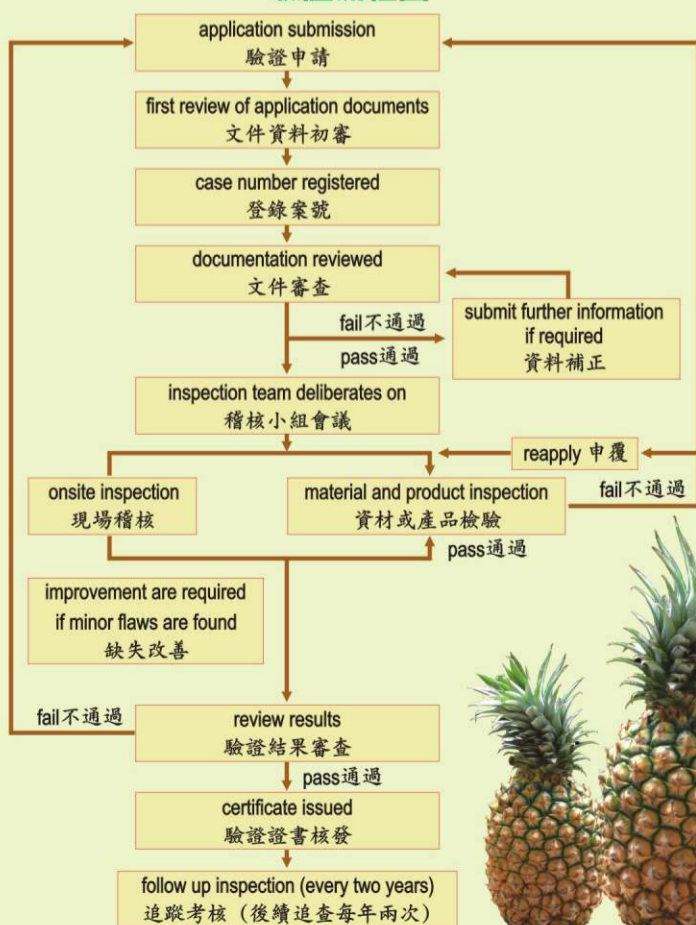 application submission
驗證申請
first review of application documents
文件資料初審
case number registered
登錄案號
documentation reviewed
文件審查
fail不通過
pass通過
submit further information
if required
資料補正
inspection team deliberates on
稽核小組會議
reapply 申覆
onsite inspection
現場稽核
material and product inspection
資材或產品檢驗
fail不通過
pass通過
improvement are required
if minor flaws are found
缺失改善
fail不通過
review results
驗證結果審查
pass通過
certificate issued
驗證證書核發
follow up inspection (every two years)
追蹤考核（後續追查每年兩次）